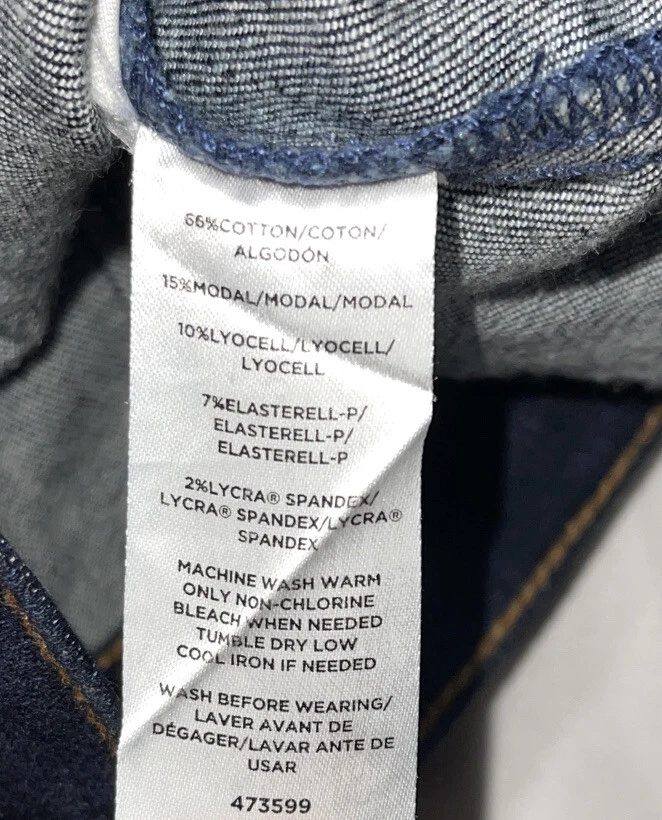 66%COTTON/COTON/
ALGODÓN
15%MODAL/MODAL/MODAL
10%LYOCELL/LYOCELL/
LYOCELL
7%ELASTERELL-P/
ELASTERELL-P/
ELASTERELL-P
2%LYCRA® SPANDEX/
LYCRA® SPANDEX/LYCRA®
SPANDEX
MACHINE WASH WARM
ONLY NON-CHLORINE
BLEACH WHEN NEEDED
TUMBLE DRY LOW
COOL IRON IF NEEDED
WASH BEFORE WEARING/
LAVER AVANT DE
DÉGAGER/LAVAR ANTE DE
USAR
473599